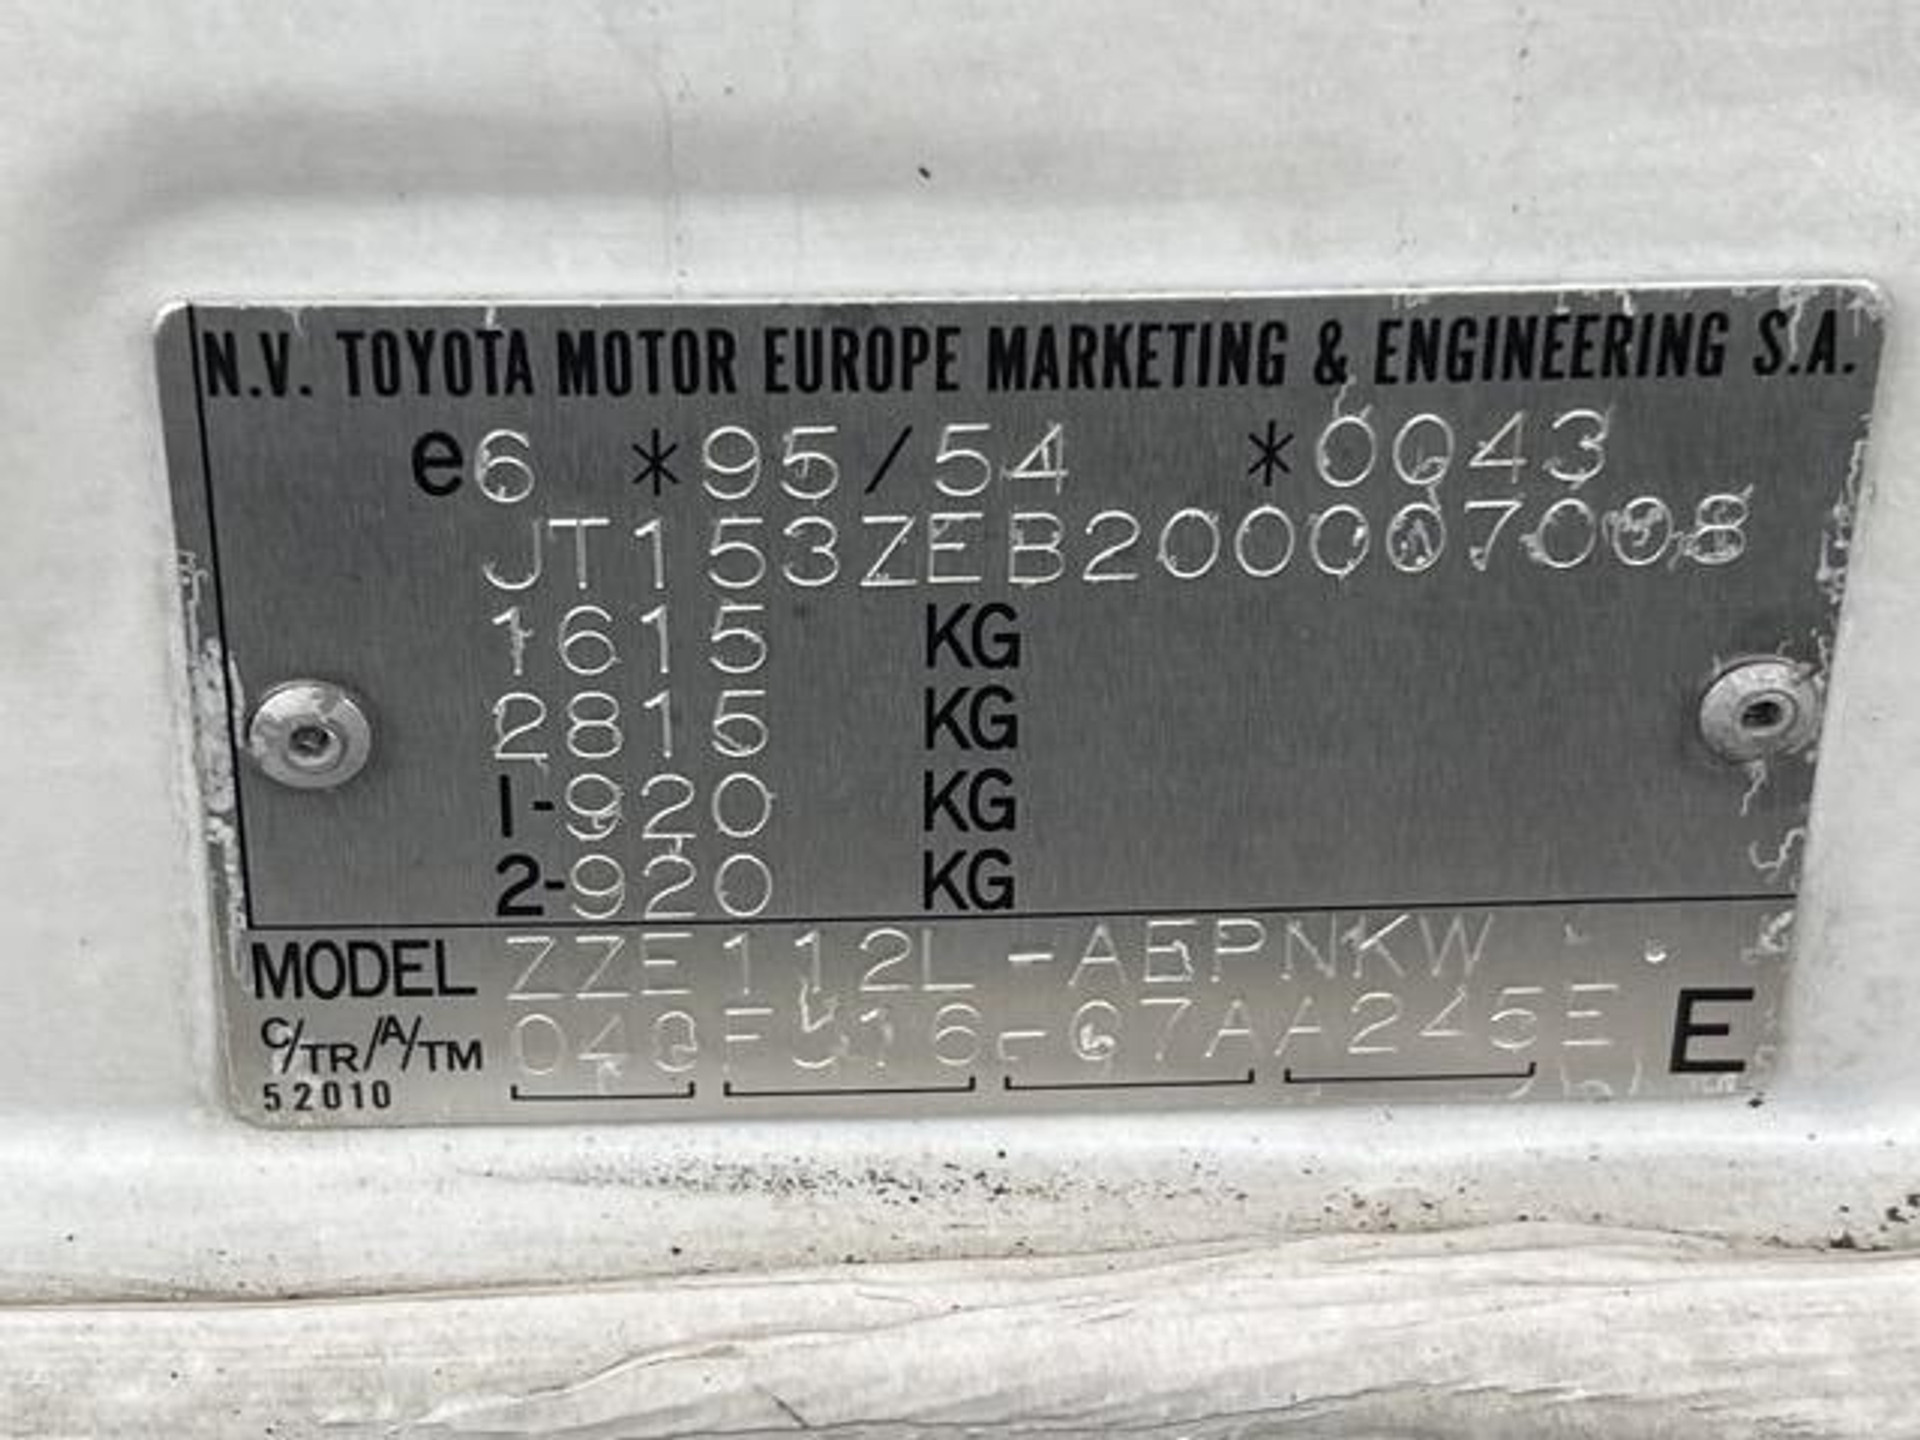 N.V. TOYOTA MOTOR EUROPE MARKETING & ENGINEERING S.A.
e6 *95/54 *0043
JT153ZEB200007008
1615 KG
2815 KG
1-920 KG
2-920 KG
MODEL ZZE112L-AEPNKW
C/TR/A/TM A245E E
52010